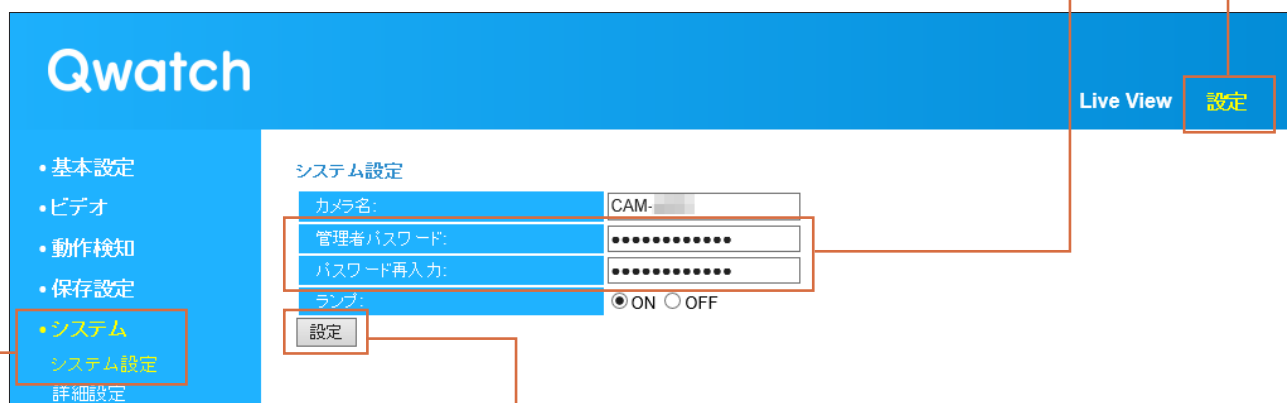 Qwatch
Live View 設定
•基本設定
•ビデオ
•動作検知
•保存設定
•システム
システム設定
詳細設定
システム設定
カメラ名: CAM-
管理者パスワード: ●●●●●●●●●●●●
パスワード再入力: ●●●●●●●●●●●●
ランプ: ON OFF
設定